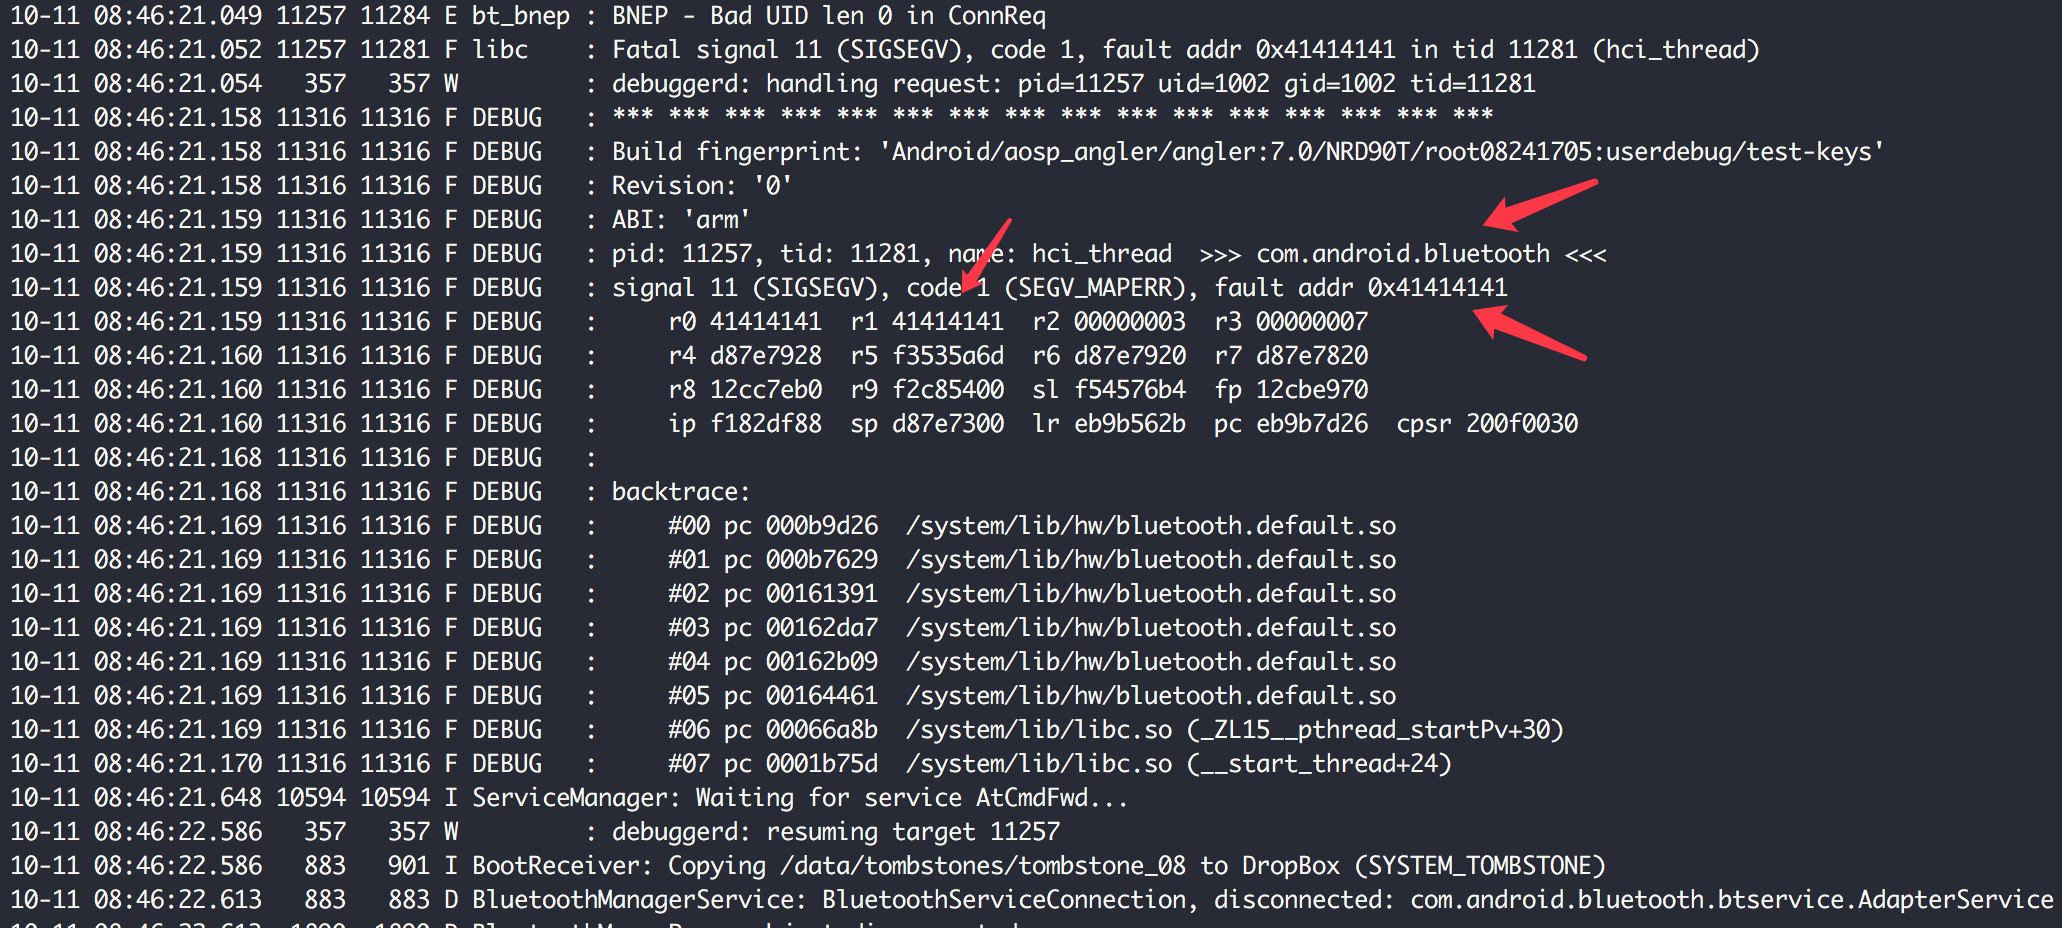 10-11 08:46:21.049 11257 11284 E bt_bnep : BNEP - Bad UID len 0 in ConnReq
10-11 08:46:21.052 11257 11281 F libc    : Fatal signal 11 (SIGSEGV), code 1, fault addr 0x41414141 in tid 11281 (hci_thread)
10-11 08:46:21.054   357   357 W         : debuggerd: handling request: pid=11257 uid=1002 gid=1002 tid=11281
10-11 08:46:21.158 11316 11316 F DEBUG   : *** *** *** *** *** *** *** *** *** *** *** *** *** *** *** ***
10-11 08:46:21.158 11316 11316 F DEBUG   : Build fingerprint: 'Android/aosp_angler/angler:7.0/NRD90T/root08241705:userdebug/test-keys'
10-11 08:46:21.158 11316 11316 F DEBUG   : Revision: '0'
10-11 08:46:21.159 11316 11316 F DEBUG   : ABI: 'arm'
10-11 08:46:21.159 11316 11316 F DEBUG   : pid: 11257, tid: 11281, name: hci_thread  >>> com.android.bluetooth <<<
10-11 08:46:21.159 11316 11316 F DEBUG   : signal 11 (SIGSEGV), code 1 (SEGV_MAPERR), fault addr 0x41414141
10-11 08:46:21.159 11316 11316 F DEBUG   :     r0 41414141  r1 41414141  r2 00000003  r3 00000007
10-11 08:46:21.160 11316 11316 F DEBUG   :     r4 d87e7928  r5 f3535a6d  r6 d87e7920  r7 d87e7820
10-11 08:46:21.160 11316 11316 F DEBUG   :     r8 12cc7eb0  r9 f2c85400  sl f54576b4  fp 12cbe970
10-11 08:46:21.160 11316 11316 F DEBUG   :     ip f182df88  sp d87e7300  lr eb9b562b  pc eb9b7d26  cpsr 200f0030
10-11 08:46:21.168 11316 11316 F DEBUG   :
10-11 08:46:21.168 11316 11316 F DEBUG   : backtrace:
10-11 08:46:21.169 11316 11316 F DEBUG   :     #00 pc 000b9d26  /system/lib/hw/bluetooth.default.so
10-11 08:46:21.169 11316 11316 F DEBUG   :     #01 pc 000b7629  /system/lib/hw/bluetooth.default.so
10-11 08:46:21.169 11316 11316 F DEBUG   :     #02 pc 00161391  /system/lib/hw/bluetooth.default.so
10-11 08:46:21.169 11316 11316 F DEBUG   :     #03 pc 00162da7  /system/lib/hw/bluetooth.default.so
10-11 08:46:21.169 11316 11316 F DEBUG   :     #04 pc 00162b09  /system/lib/hw/bluetooth.default.so
10-11 08:46:21.169 11316 11316 F DEBUG   :     #05 pc 00164461  /system/lib/hw/bluetooth.default.so
10-11 08:46:21.169 11316 11316 F DEBUG   :     #06 pc 00066a8b  /system/lib/libc.so (_ZL15__pthread_startPv+30)
10-11 08:46:21.170 11316 11316 F DEBUG   :     #07 pc 0001b75d  /system/lib/libc.so (__start_thread+24)
10-11 08:46:21.648 10594 10594 I ServiceManager: Waiting for service AtCmdFwd...
10-11 08:46:22.586   357   357 W         : debuggerd: resuming target 11257
10-11 08:46:22.586   883   901 I BootReceiver: Copying /data/tombstones/tombstone_08 to DropBox (SYSTEM_TOMBSTONE)
10-11 08:46:22.613   883   883 D BluetoothManagerService: BluetoothServiceConnection, disconnected: com.android.bluetooth.btservice.AdapterService